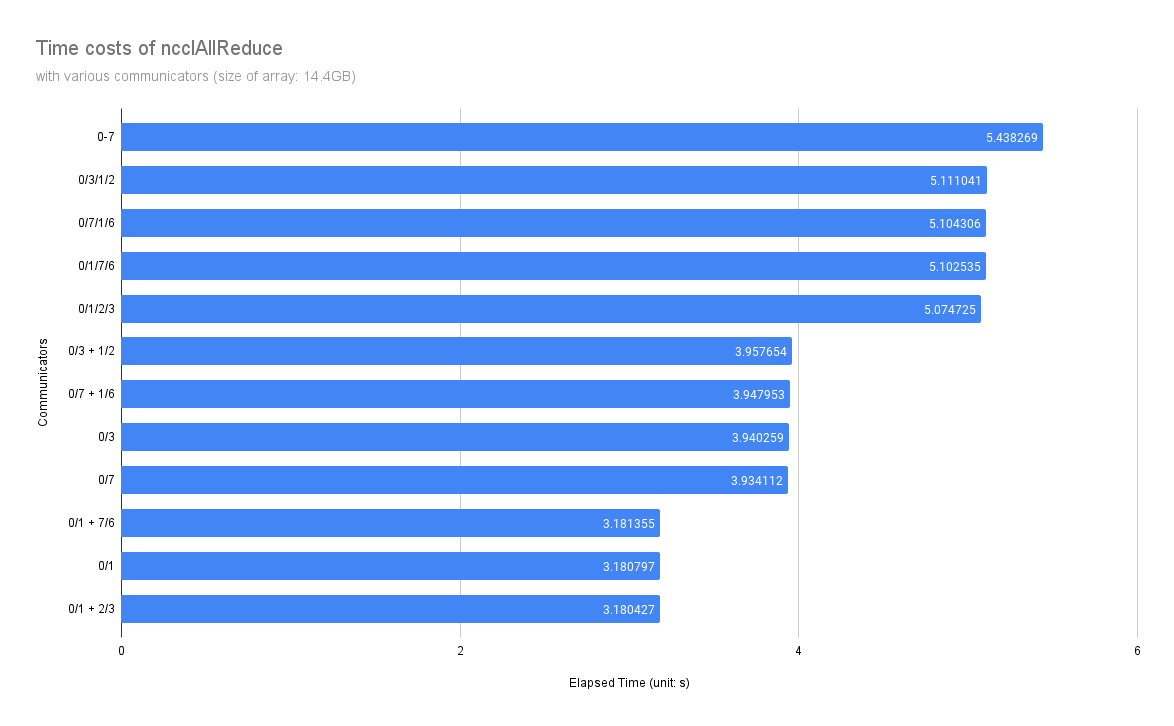 Time costs of ncclAllReduce
with various communicators (size of array: 14.4GB)
Communicators
0-7 5.438269
0/3/1/2 5.111041
0/7/1/6 5.104306
0/1/7/6 5.102535
0/1/2/3 5.074725
0/3 + 1/2 3.957654
0/7 + 1/6 3.947953
0/3 3.940259
0/7 3.934112
0/1 + 7/6 3.181355
0/1 3.180797
0/1 + 2/3 3.180427
0 2 4 6
Elapsed Time (unit: s)